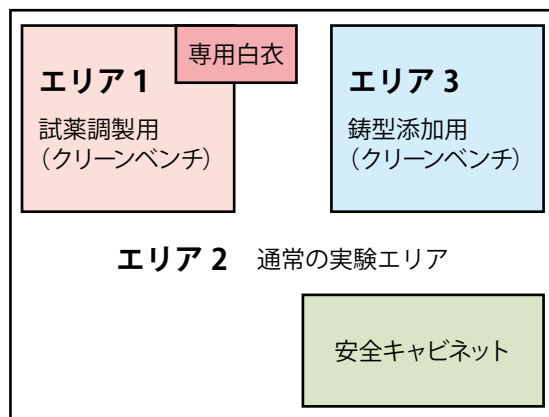 専用白衣
エリア 1
試薬調製用
（クリーンベンチ）
エリア 3
鋳型添加用
（クリーンベンチ）
エリア 2 通常の実験エリア
安全キャビネット